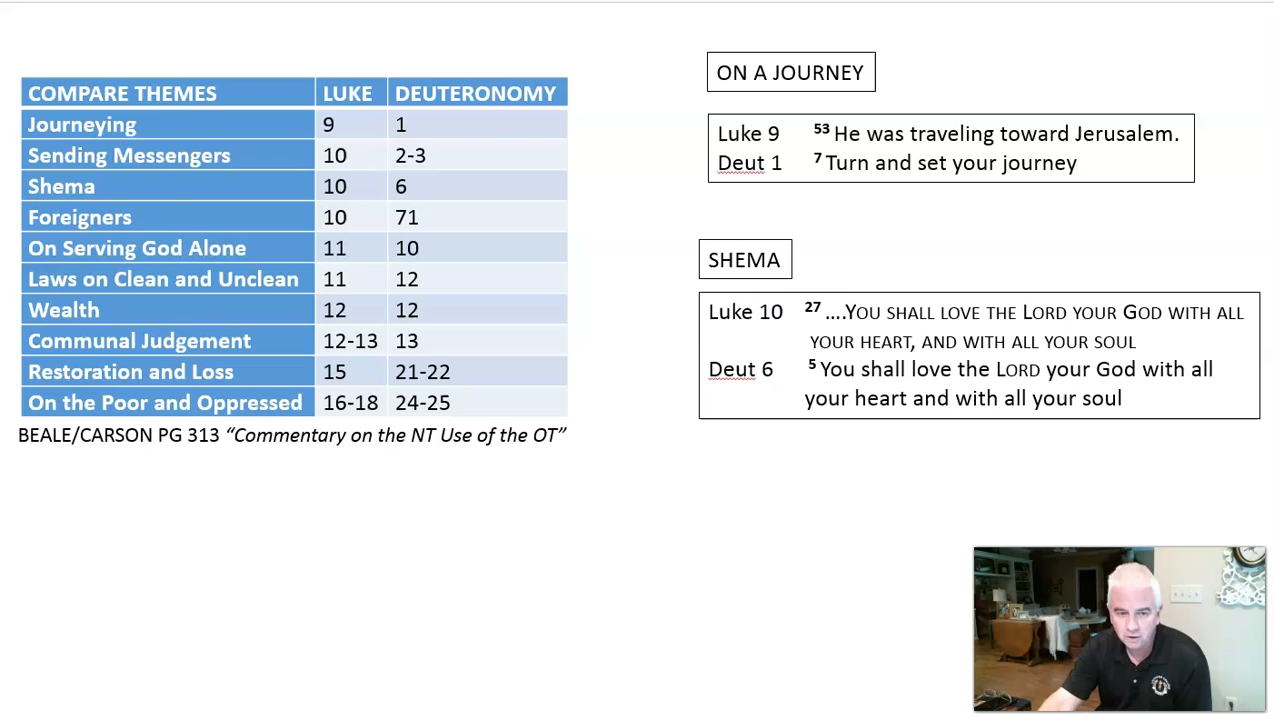 COMPARE THEMES LUKE DEUTERONOMY
Journeying 9 1
Sending Messengers 10 2-3
Shema 10 6
Foreigners 10 71
On Serving God Alone 11 10
Laws on Clean and Unclean 11 12
Wealth 12 12
Communal Judgement 12-13 13
Restoration and Loss 15 21-22
On the Poor and Oppressed 16-18 24-25
BEALE/CARSON PG 313 “Commentary on the NT Use of the OT”
ON A JOURNEY
Luke 9 53 He was traveling toward Jerusalem.
Deut 1 7 Turn and set your journey
SHEMA
Luke 10 27 ....YOU SHALL LOVE THE LORD YOUR GOD WITH ALL
YOUR HEART, AND WITH ALL YOUR SOUL
Deut 6 5 You shall love the LORD your God with all
your heart and with all your soul